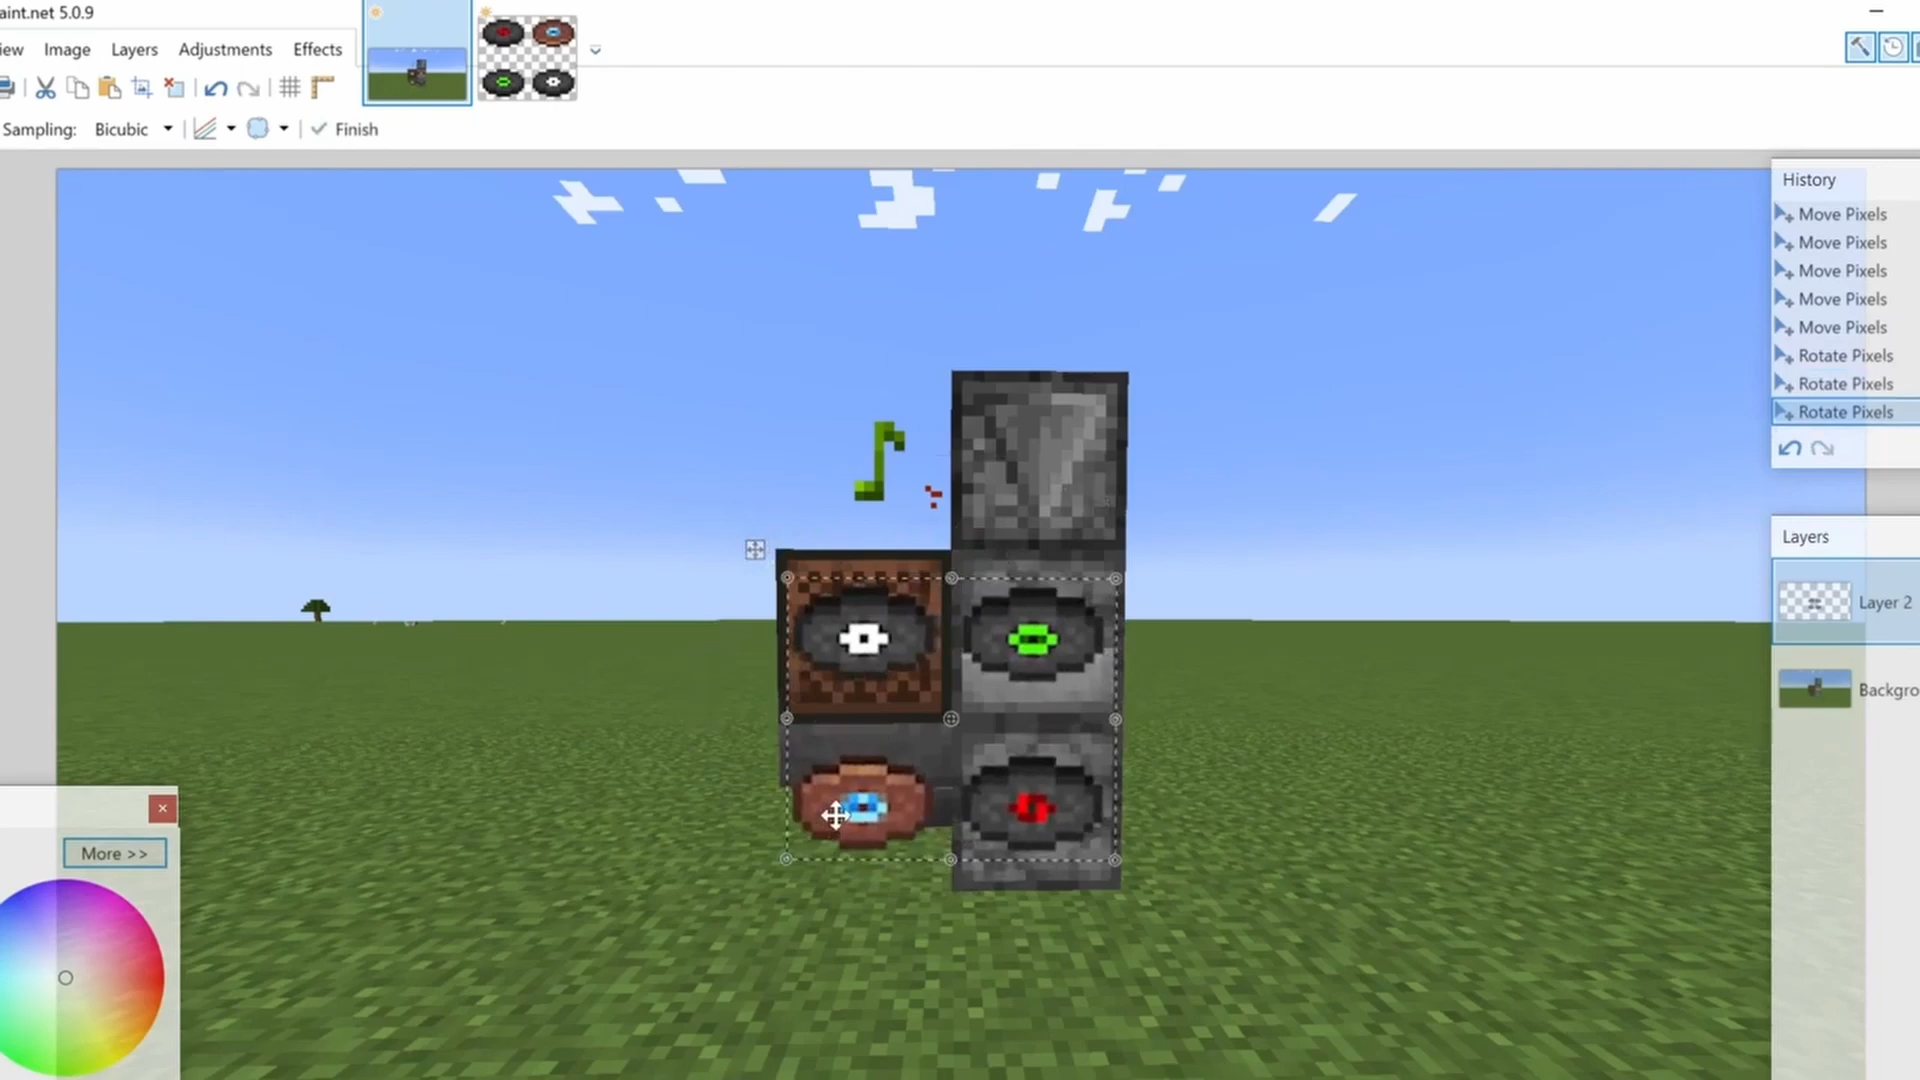 aint.net 5.0.9
iew Image Layers Adjustments Effects
Sampling: Bicubic Finish
History
Move Pixels
Move Pixels
Move Pixels
Move Pixels
Move Pixels
Rotate Pixels
Rotate Pixels
Rotate Pixels
Layers
Layer 2
Backgro
More >>